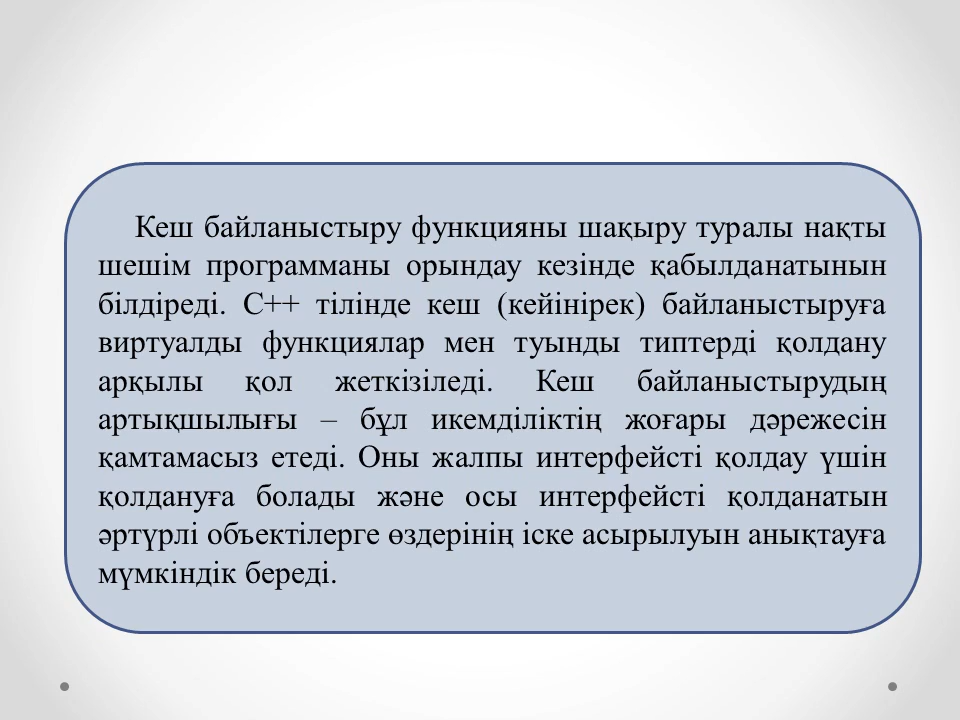 Кеш байланыстыру функцияны шақыру туралы нақты
шешім программаны орындау кезінде қабылданатынын
білдіреді. С++ тілінде кеш (кейінірек) байланыстыруға
виртуалды функциялар мен туынды типтерді қолдану
арқылы қол жеткізіледі. Кеш байланыстырудың
артықшылығы – бұл икемділіктің жоғары дәрежесін
қамтамасыз етеді. Оны жалпы интерфейсті қолдау үшін
қолдануға болады және осы интерфейсті қолданатын
әртүрлі объектілерге өздерінің іске асырылуын анықтауға
мүмкіндік береді.